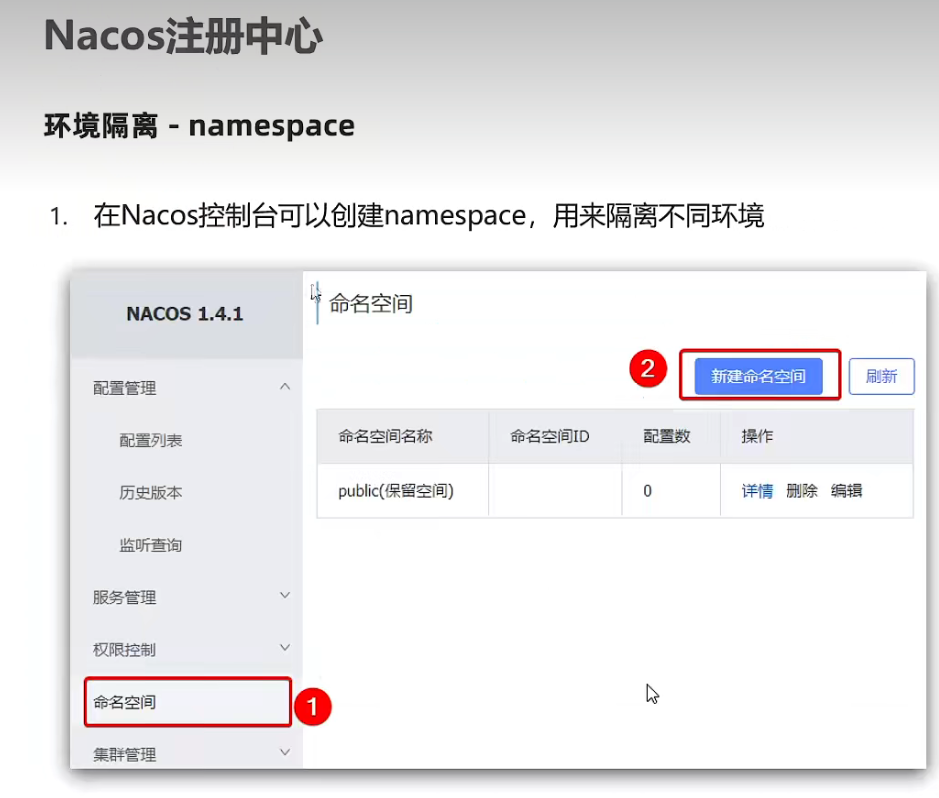 Nacos注册中心
环境隔离 - namespace
1. 在Nacos控制台可以创建namespace，用来隔离不同环境
NACOS 1.4.1
配置管理
配置列表
历史版本
监听查询
服务管理
权限控制
命名空间
1
集群管理
命名空间
2
新建命名空间 刷新
命名空间名称 命名空间ID 配置数 操作
public(保留空间) 0 详情 删除 编辑